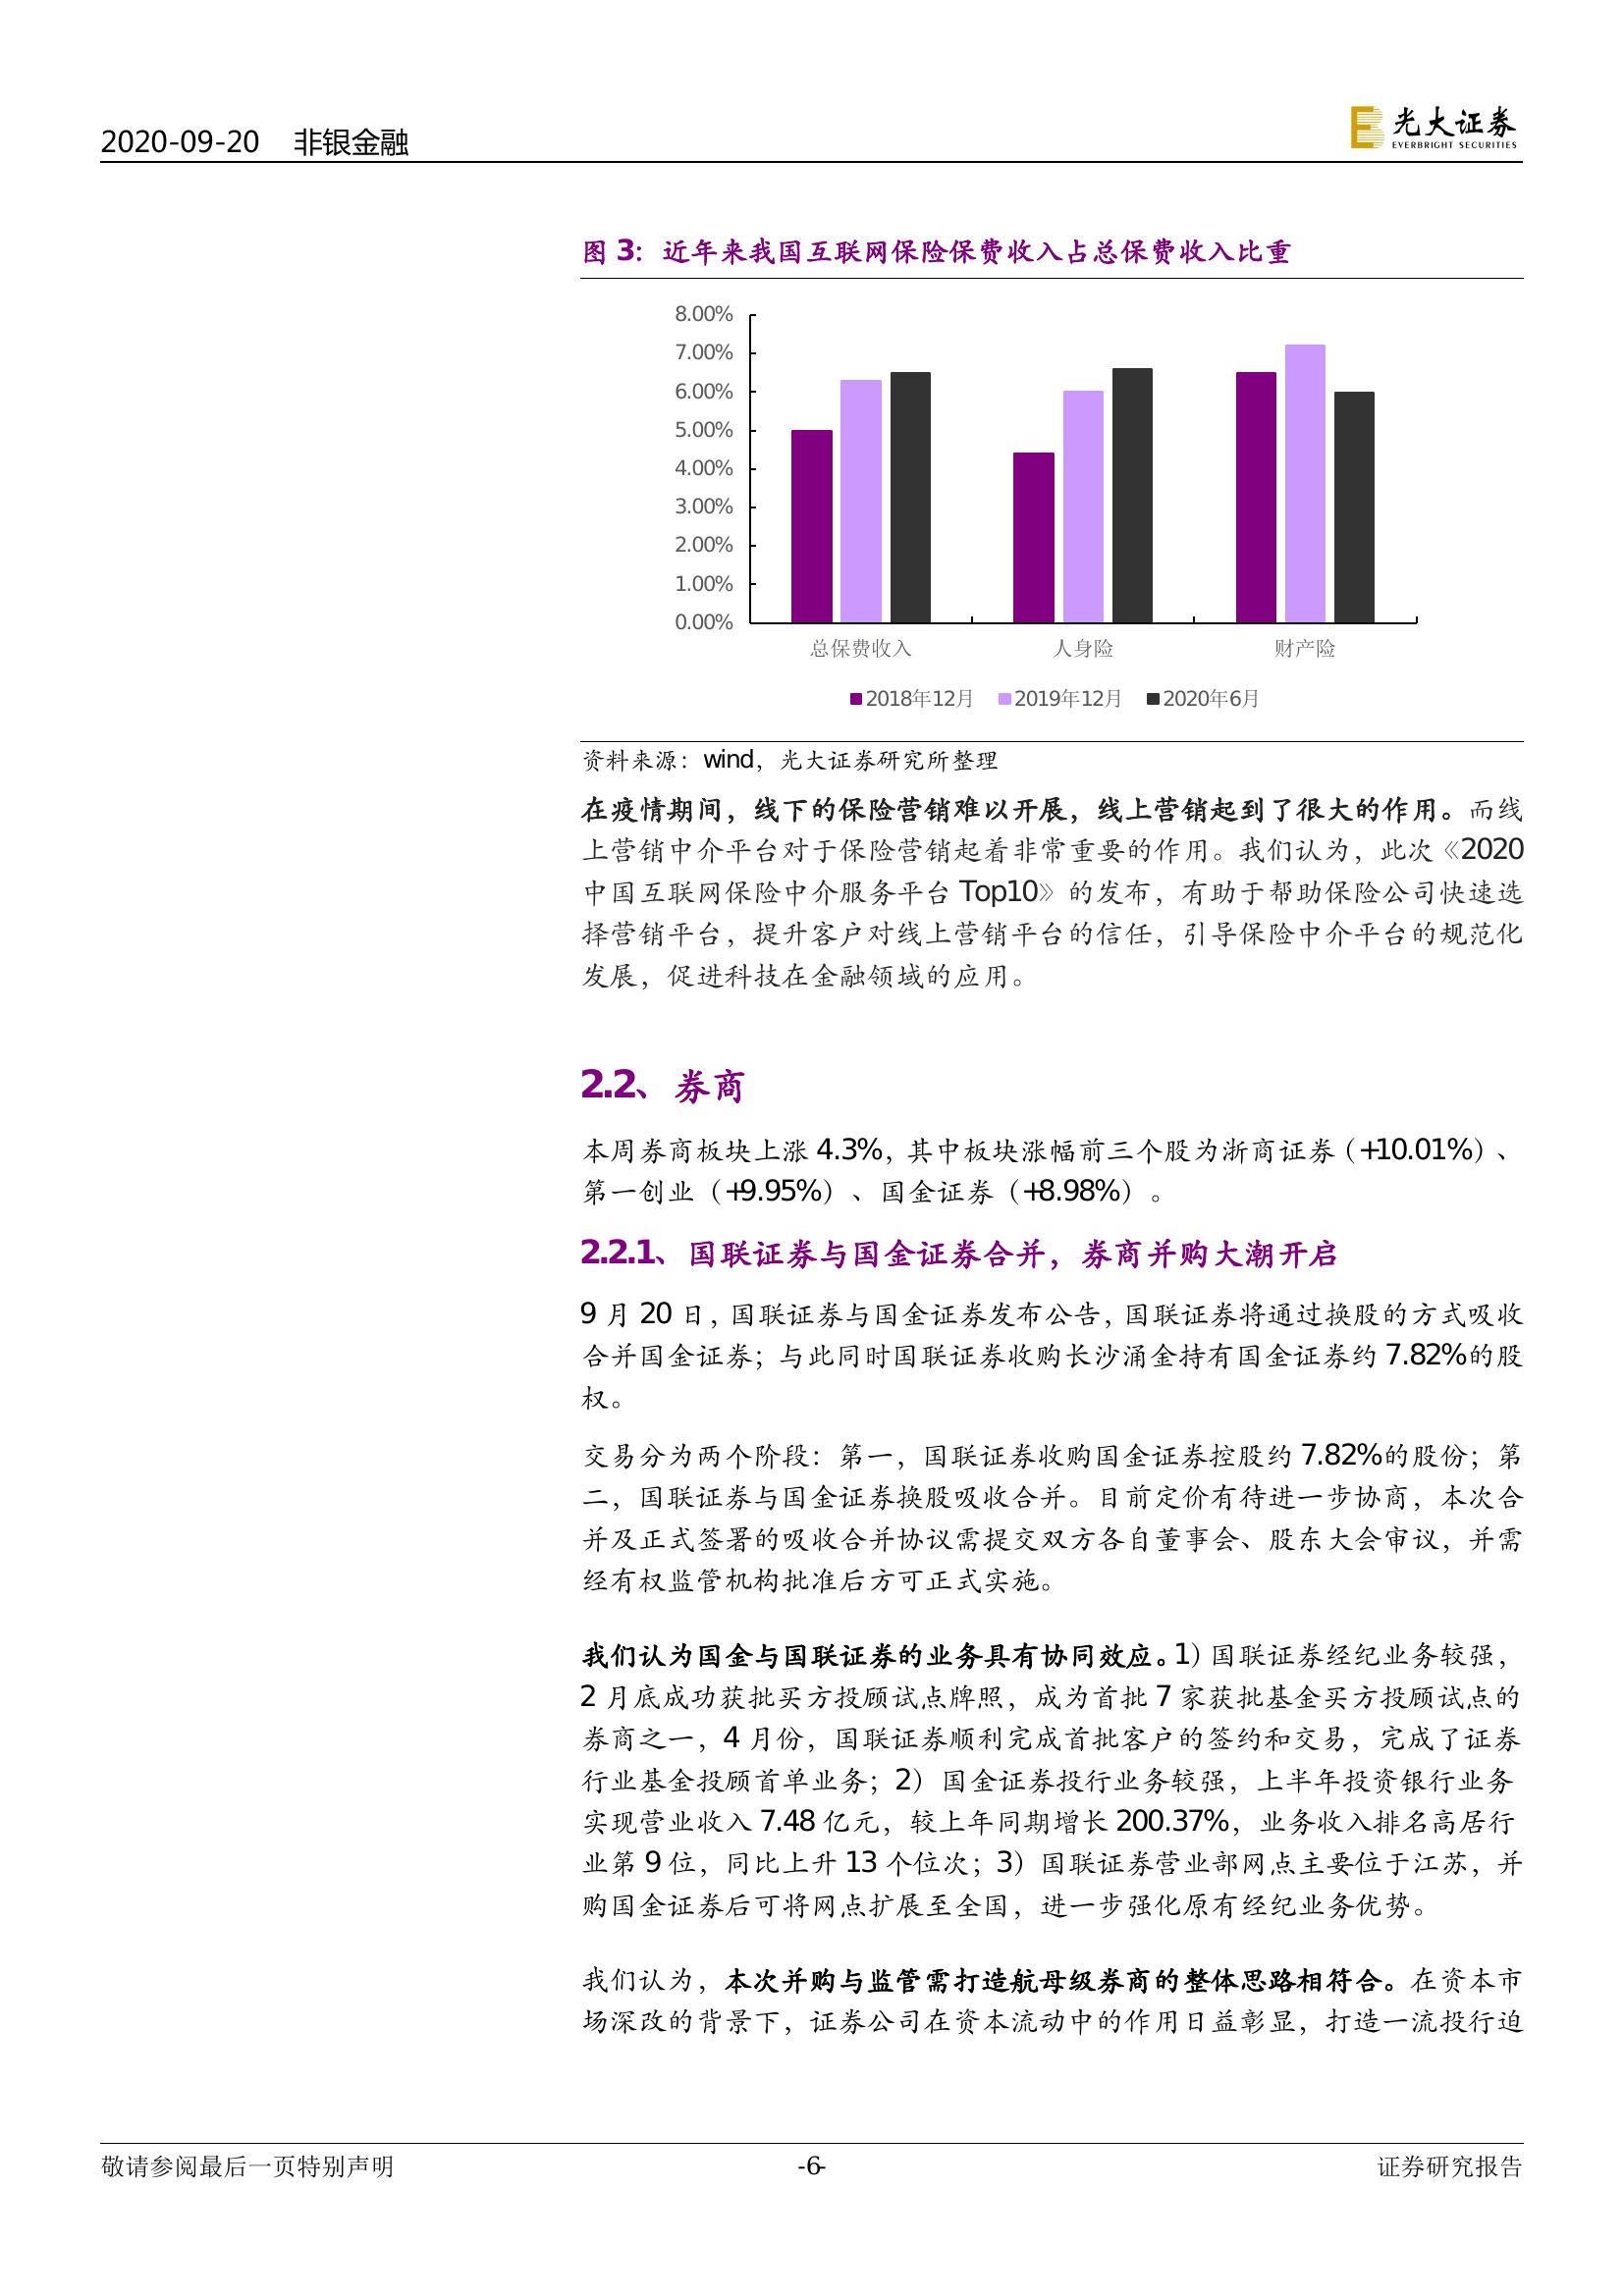 2020-09-20 非银金融
光大证券
EVERBRIGHT SECURITIES
图 3：近年来我国互联网保险保费收入占总保费收入比重
8.00%
7.00%
6.00%
5.00%
4.00%
3.00%
2.00%
1.00%
0.00%
总保费收入 人身险 财产险
2018年12月 2019年12月 2020年6月
资料来源：wind，光大证券研究所整理
在疫情期间，线下的保险营销难以开展，线上营销起到了很大的作用。而线
上营销中介平台对于保险营销起着非常重要的作用。我们认为，此次《2020
中国互联网保险中介服务平台 Top10》的发布，有助于帮助保险公司快速选
择营销平台，提升客户对线上营销平台的信任，引导保险中介平台的规范化
发展，促进科技在金融领域的应用。
2.2、券商
本周券商板块上涨 4.3%，其中板块涨幅前三个股为浙商证券（+10.01%）、
第一创业（+9.95%）、国金证券（+8.98%）。
2.2.1、国联证券与国金证券合并，券商并购大潮开启
9 月 20 日，国联证券与国金证券发布公告，国联证券将通过换股的方式吸收
合并国金证券；与此同时国联证券收购长沙涌金持有国金证券约 7.82%的股
权。
交易分为两个阶段：第一，国联证券收购国金证券控股约 7.82%的股份；第
二，国联证券与国金证券换股吸收合并。目前定价有待进一步协商，本次合
并及正式签署的吸收合并协议需提交双方各自董事会、股东大会审议，并需
经有权监管机构批准后方可正式实施。
我们认为国金与国联证券的业务具有协同效应。1）国联证券经纪业务较强，
2 月底成功获批买方投顾试点牌照，成为首批 7 家获批基金买方投顾试点的
券商之一，4 月份，国联证券顺利完成首批客户的签约和交易，完成了证券
行业基金投顾首单业务；2）国金证券投行业务较强，上半年投资银行业务
实现营业收入 7.48 亿元，较上年同期增长 200.37%，业务收入排名高居行
业第 9 位，同比上升 13 个位次；3）国联证券营业部网点主要位于江苏，并
购国金证券后可将网点扩展至全国，进一步强化原有经纪业务优势。
我们认为，本次并购与监管需打造航母级券商的整体思路相符合。在资本市
场深改的背景下，证券公司在资本流动中的作用日益彰显，打造一流投行迫
敬请参阅最后一页特别声明 -6- 证券研究报告